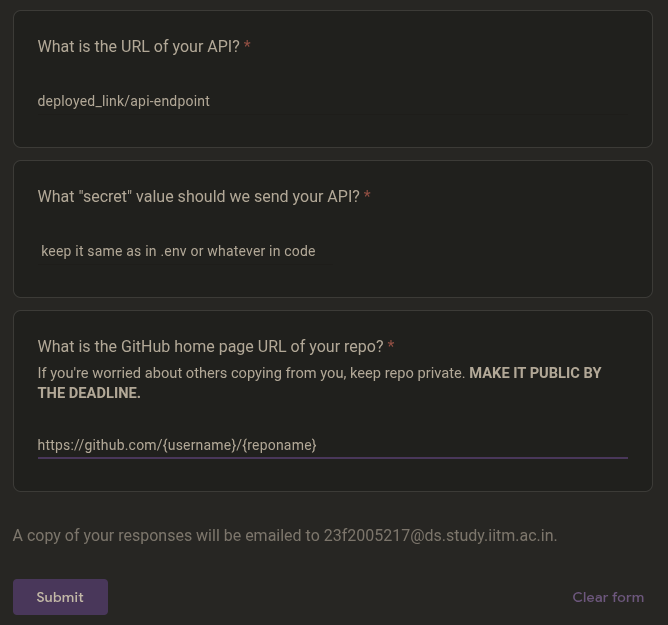 What is the URL of your API? *
deployed_link/api-endpoint
What "secret" value should we send your API? *
keep it same as in .env or whatever in code
What is the GitHub home page URL of your repo? *
If you're worried about others copying from you, keep repo private. MAKE IT PUBLIC BY
THE DEADLINE.
https://github.com/{username}/{reponame}
A copy of your responses will be emailed to 23f2005217@ds.study.iitm.ac.in.
Submit
Clear form